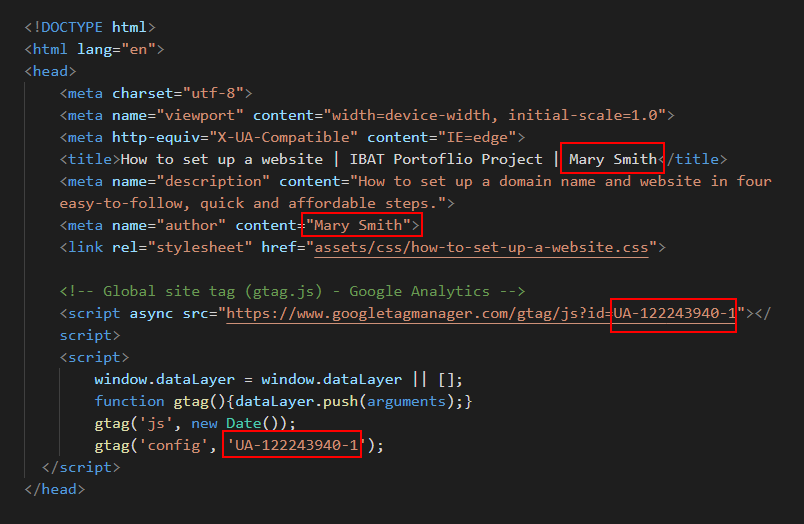 <!DOCTYPE html>
<html lang="en">
<head>
<meta charset="utf-8">
<meta name="viewport" content="width=device-width, initial-scale=1.0">
<meta http-equiv="X-UA-Compatible" content="IE=edge">
<title>How to set up a website | IBAT Portoflio Project | Mary Smith</title>
<meta name="description" content="How to set up a domain name and website in four
easy-to-follow, quick and affordable steps.">
<meta name="author" content="Mary Smith">
<link rel="stylesheet" href="assets/css/how-to-set-up-a-website.css">
<!-- Global site tag (gtag.js) - Google Analytics -->
<script async src="https://www.googletagmanager.com/gtag/js?id=UA-122243940-1"></
script>
<script>
window.dataLayer = window.dataLayer || [];
function gtag(){dataLayer.push(arguments);}
gtag('js', new Date());
gtag('config', 'UA-122243940-1');
</script>
</head>